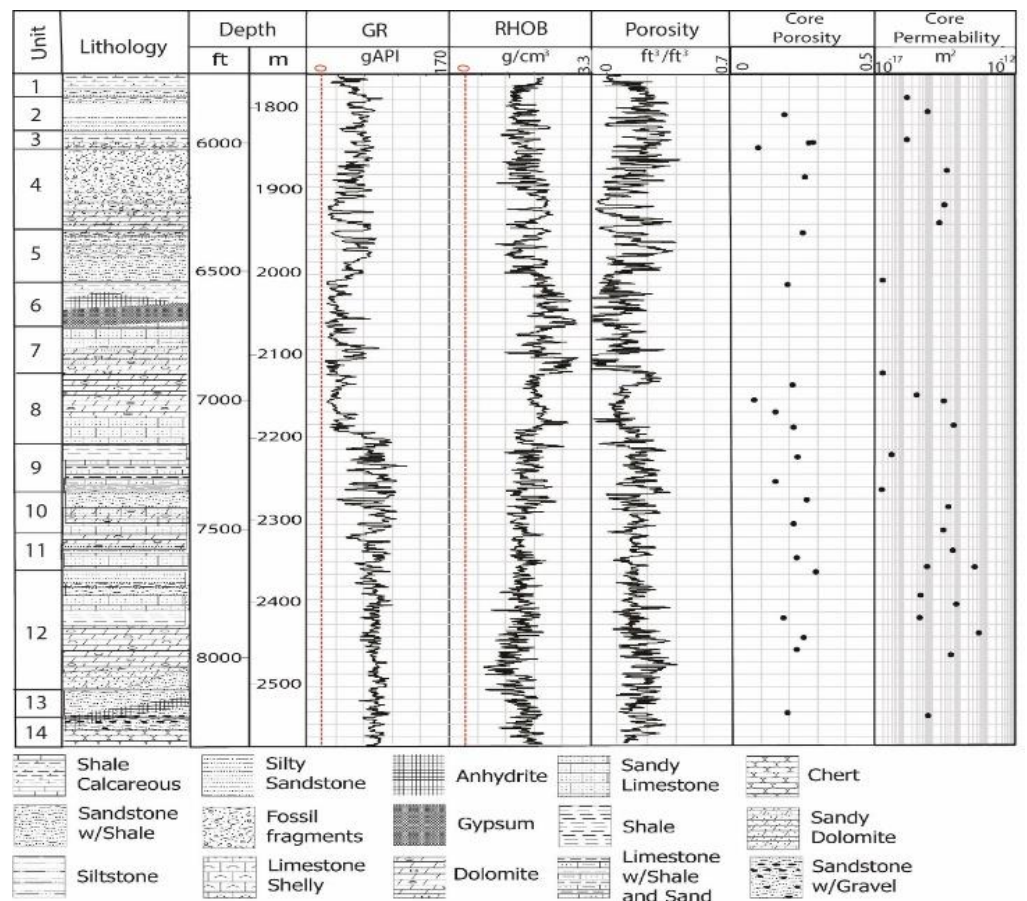 Unit
Lithology
Depth
ft
m
GR
0 gAPI 170
RHOB
0 g/cm³ 3.3
Porosity
0 ft³/ft³ 0.7
Core
Porosity
0 0.5
Core
Permeability
10⁻¹⁷ m² 10⁻¹²
1
2
3
4
5
6
7
8
9
10
11
12
13
14
6000
6500
7000
7500
8000
1800
1900
2000
2100
2200
2300
2400
2500
Shale
Calcareous
Silty
Sandstone
Anhydrite
Sandy
Limestone
Chert
Sandstone
w/Shale
Fossil
fragments
Gypsum
Shale
Sandy
Dolomite
Siltstone
Limestone
Shelly
Dolomite
Limestone
w/Shale
and Sand
Sandstone
w/Gravel